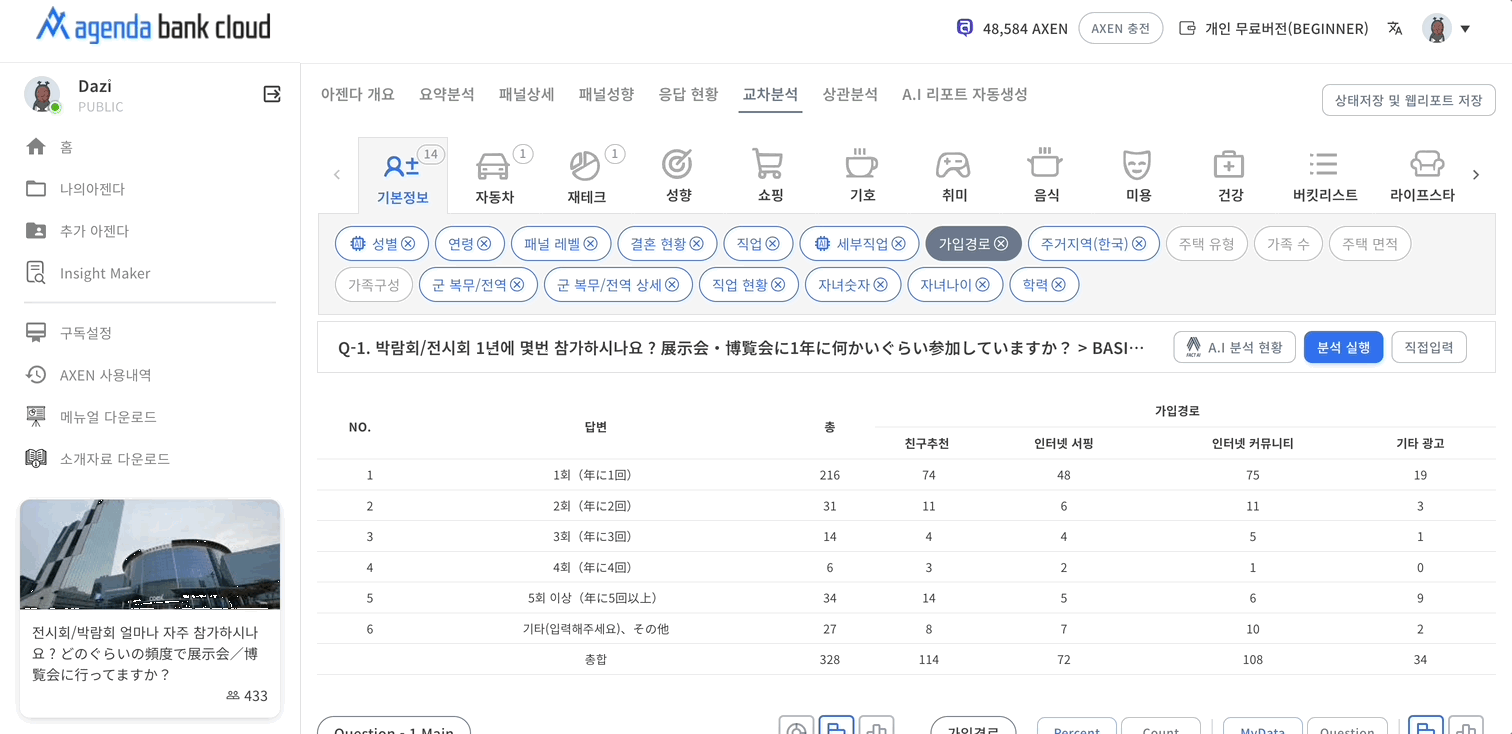 agenda bank cloud
48,584 AXEN
AXEN 충전
개인 무료버전(BEGINNER)
Dazi
PUBLIC
홈
나의아젠다
추가 아젠다
Insight Maker
구독설정
AXEN 사용내역
메뉴얼 다운로드
소개자료 다운로드
전시회/박람회 얼마나 자주 참가하시나
요 ? どのぐらいの頻度で展示会／博
覧会に行ってますか？
433
아젠다 개요 요약분석 패널상세 패널성향 응답 현황 교차분석 상관분석 A.I 리포트 자동생성
상태저장 및 웹리포트 저장
14 1 1
기본정보 자동차 재테크 성향 쇼핑 기호 취미 음식 미용 건강 버킷리스트 라이프스타
AI 성별 연령 패널 레벨 결혼 현황 직업 AI 세부직업 가입경로 주거지역(한국) 주택 유형 가족 수 주택 면적
가족구성 군 복무/전역 군 복무/전역 상세 직업 현황 자녀숫자 자녀나이 학력
Q-1. 박람회/전시회 1년에 몇번 참가하시나요 ? 展示会・博覧会に1年に何かいぐらい参加していますか？ > BASI…
FACT AI A.I 분석 현황 분석 실행 직접입력
NO. 답변 총 가입경로
친구추천 인터넷 서핑 인터넷 커뮤니티 기타 광고
1 1회（年に1回） 216 74 48 75 19
2 2회（年に2回） 31 11 6 11 3
3 3회（年に3回） 14 4 4 5 1
4 4회（年に4回） 6 3 2 1 0
5 5회 이상（年に5回以上） 34 14 5 6 9
6 기타(입력해주세요)、その他 27 8 7 10 2
총합 328 114 72 108 34
Question - 1 Main 가입경로 Percent Count MyData Question